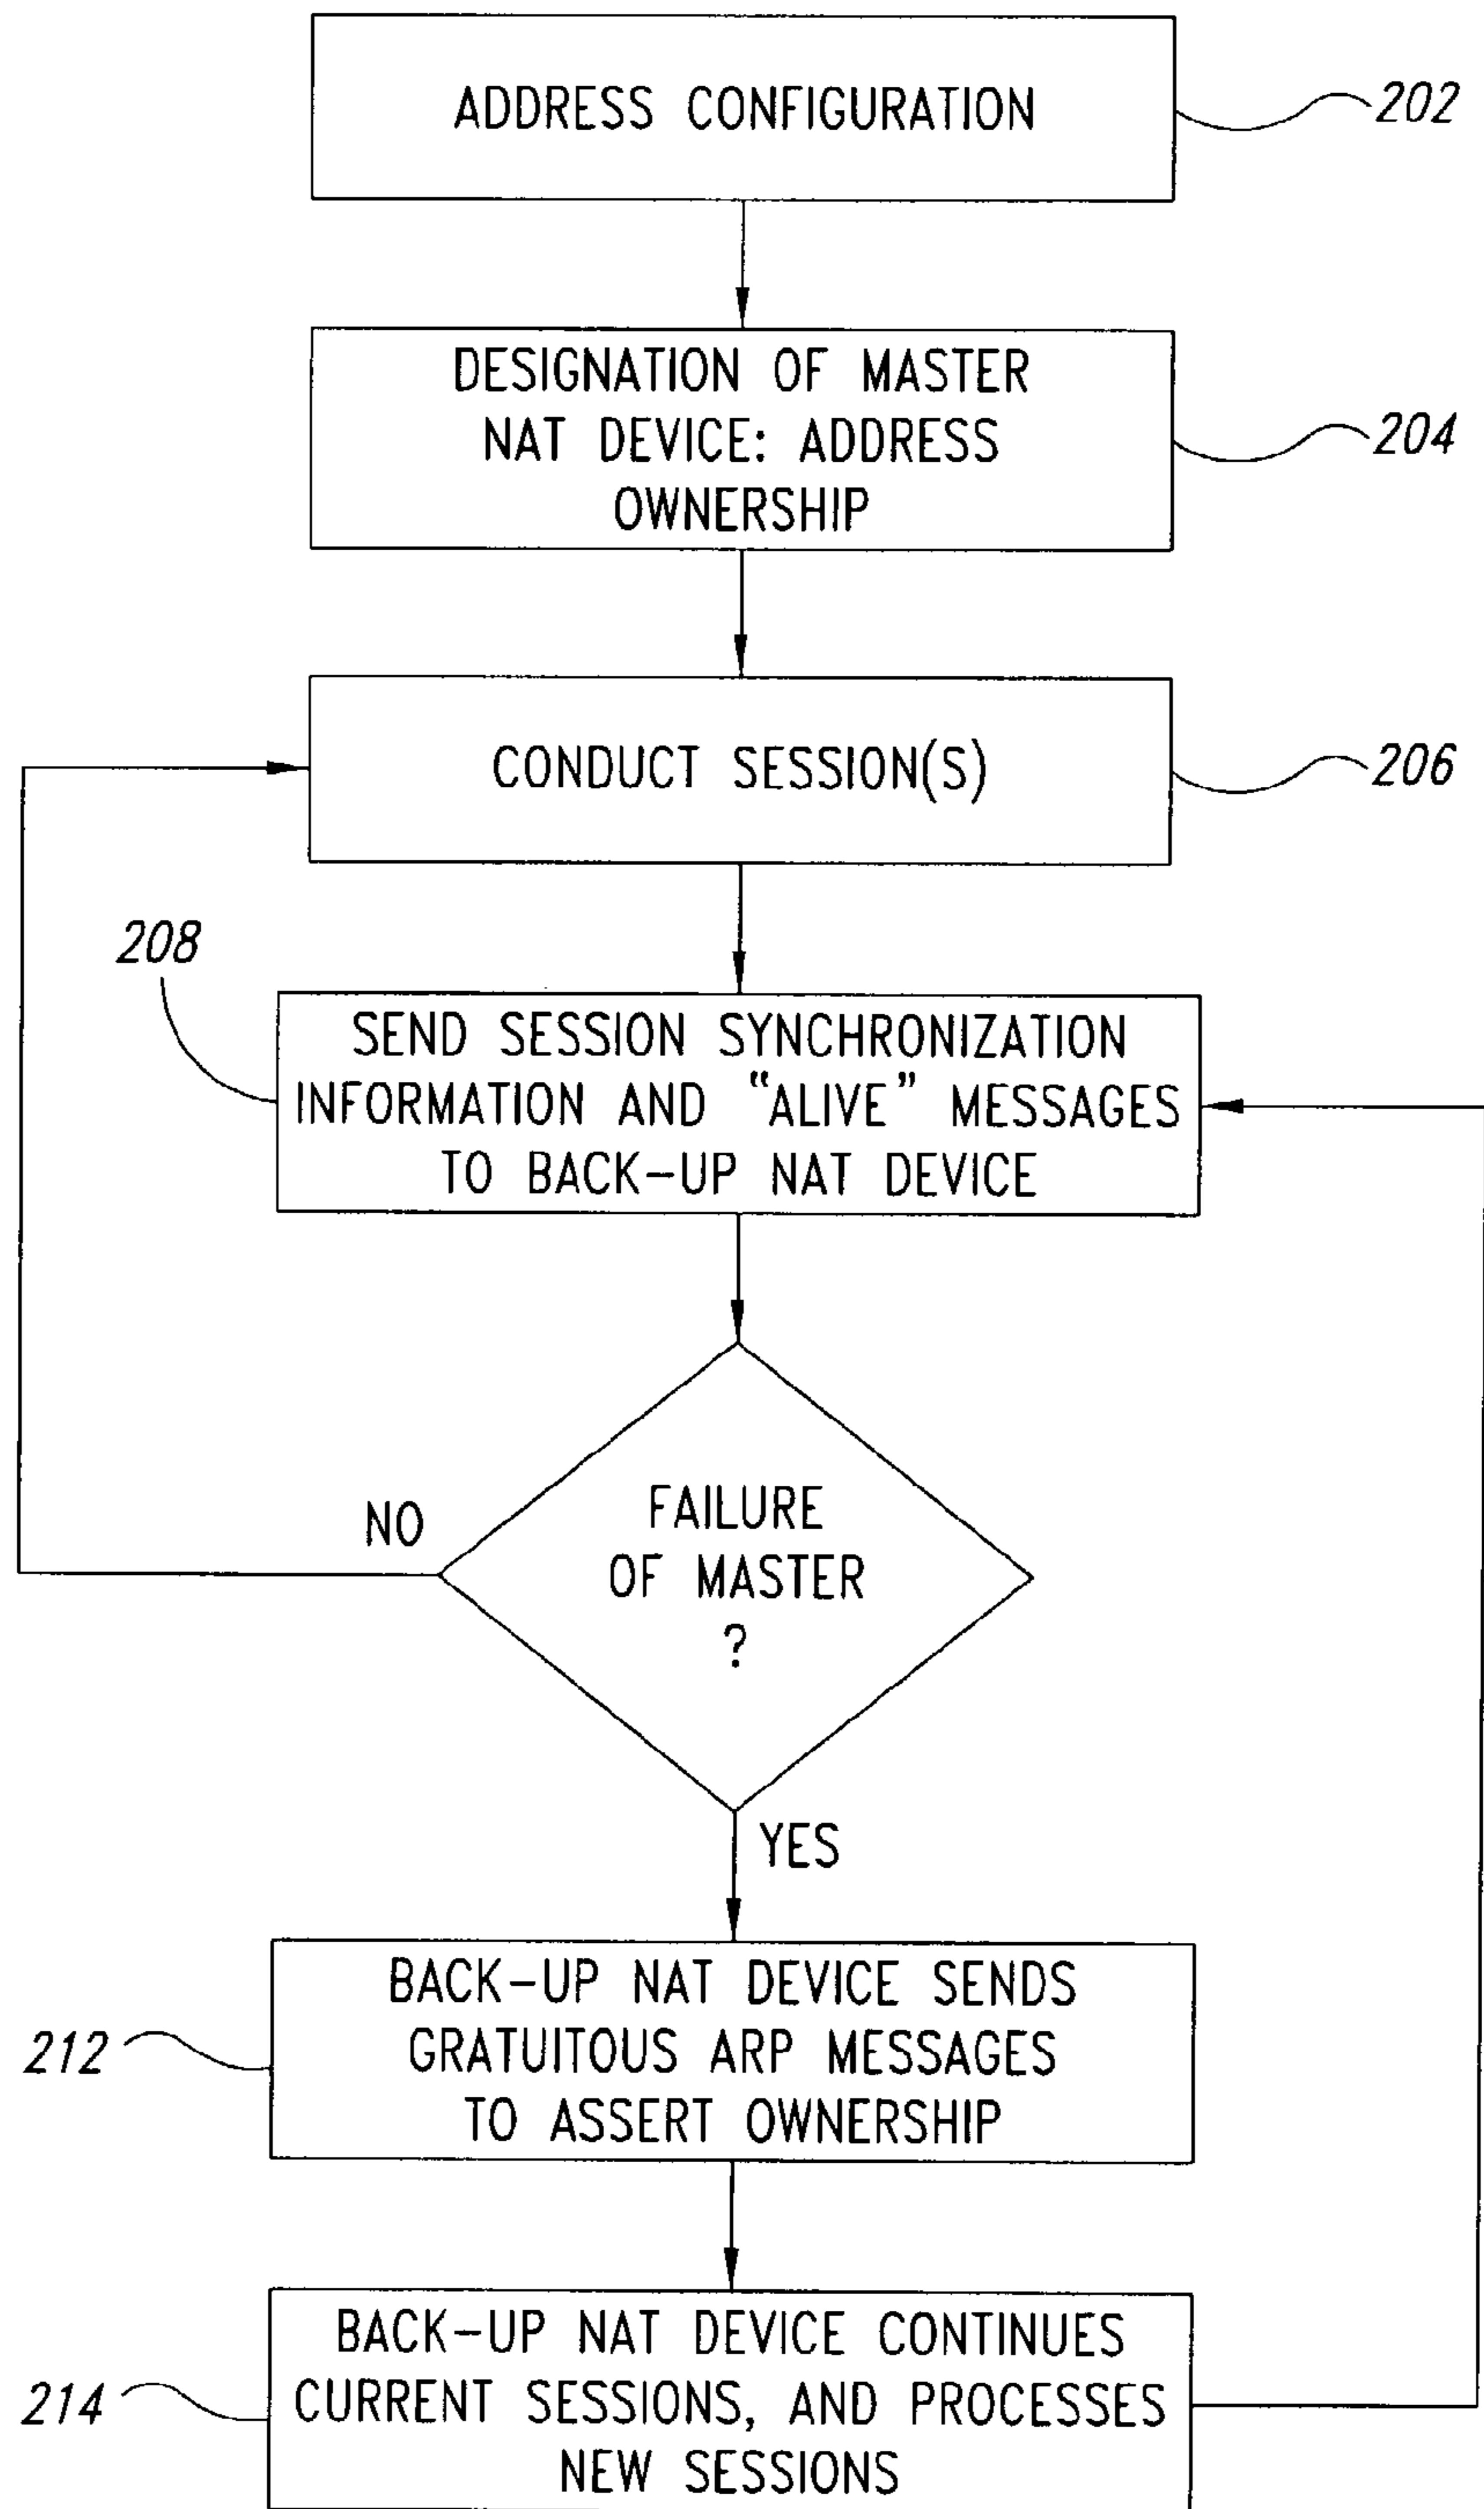 ADDRESS CONFIGURATION
202
DESIGNATION OF MASTER
NAT DEVICE: ADDRESS
OWNERSHIP
204
CONDUCT SESSION(S)
206
208
SEND SESSION SYNCHRONIZATION
INFORMATION AND "ALIVE" MESSAGES
TO BACK-UP NAT DEVICE
FAILURE
OF MASTER
?
NO
YES
BACK-UP NAT DEVICE SENDS
GRATUITOUS ARP MESSAGES
TO ASSERT OWNERSHIP
212
BACK-UP NAT DEVICE CONTINUES
CURRENT SESSIONS, AND PROCESSES
NEW SESSIONS
214